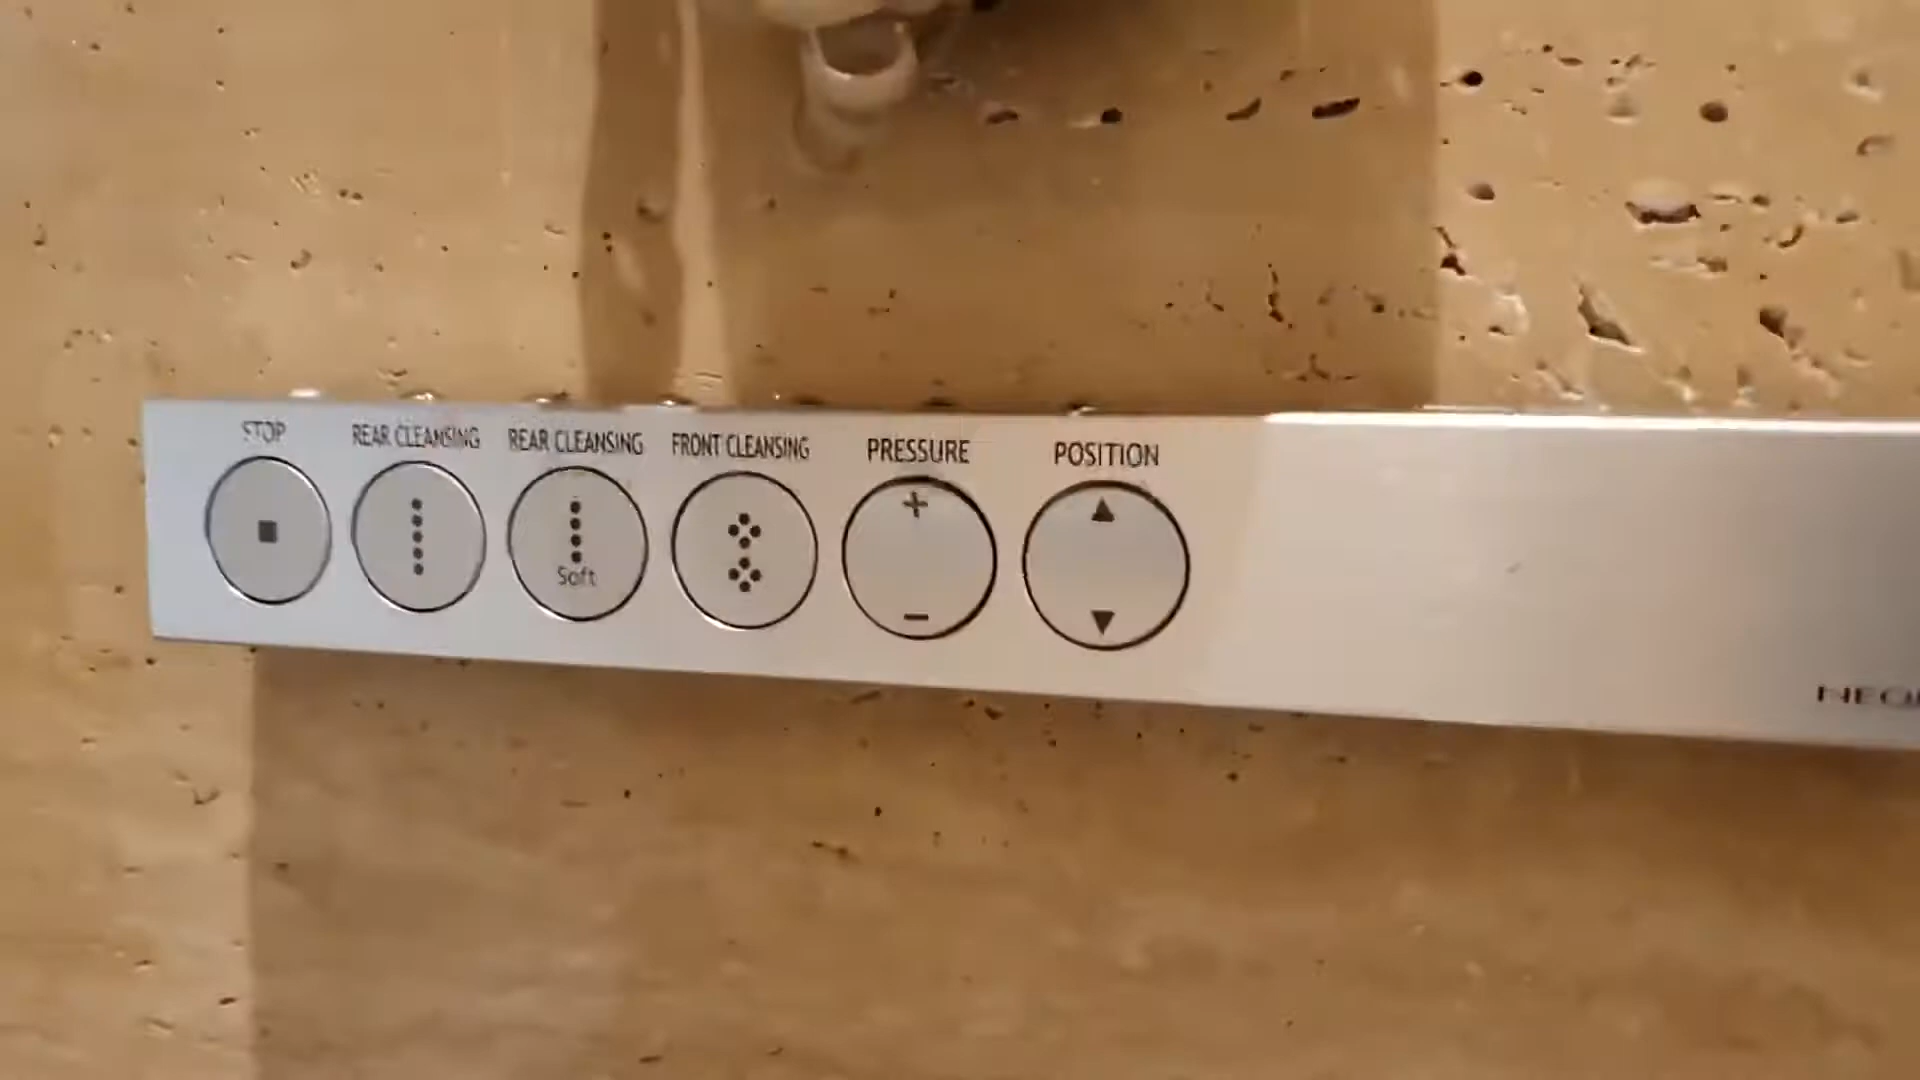 STOP
REAR CLEANSING
REAR CLEANSING
FRONT CLEANSING
PRESSURE
POSITION
Soft
+
-